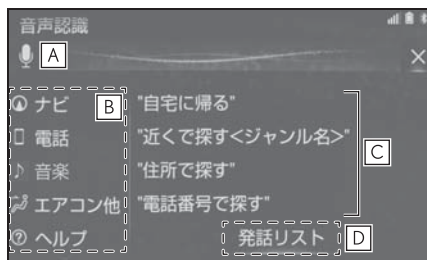 音声認識
A
ナビ B "自宅に帰る"
電話 "近くで探す<ジャンル名>"
音楽 "住所で探す" C
エアコン他 "電話番号で探す"
ヘルプ 発話リスト D